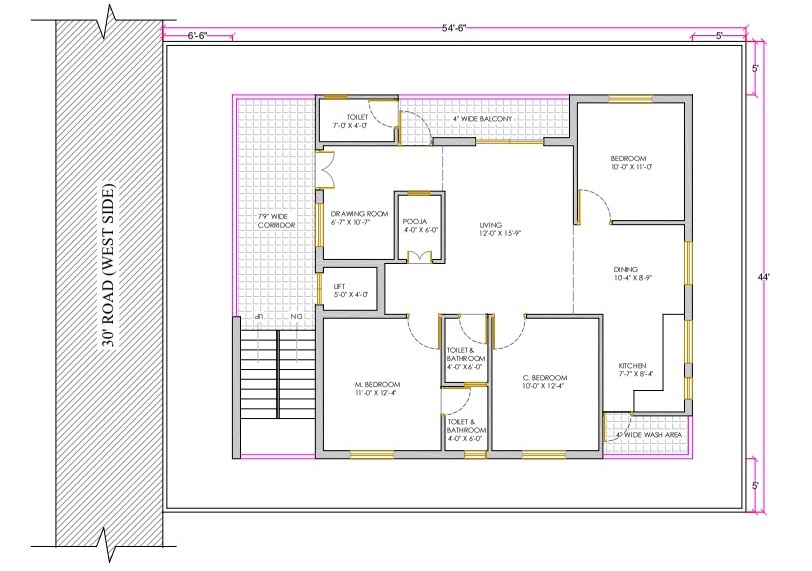 54'-6"
6'-6"
5'
5'
TOILET
7'-0' X 4'-0'
4" WIDE BALCONY
BEDROOM
10'-0" X 11'-0'
7'9" WIDE
CORRIDOR
DRAWING ROOM
6'-7" X 10'-7"
POOJA
4'-0" X 6'-0"
LIVING
12'-0" X 15'-9"
DINING
10'-4" X 8'-9"
30' ROAD (WEST SIDE)
44'
LIFT
5'-0" X 4'-0'
UP
DN
M. BEDROOM
11'-0" X 12'-4"
TOILET &
BATHROOM
4'-0" X 6'-0"
C. BEDROOM
10'-0" X 12'-4"
KITCHEN
7'-7" X 8'-4"
TOILET &
BATHROOM
4'-0" X 6'-0"
4" WIDE WASH AREA
5'